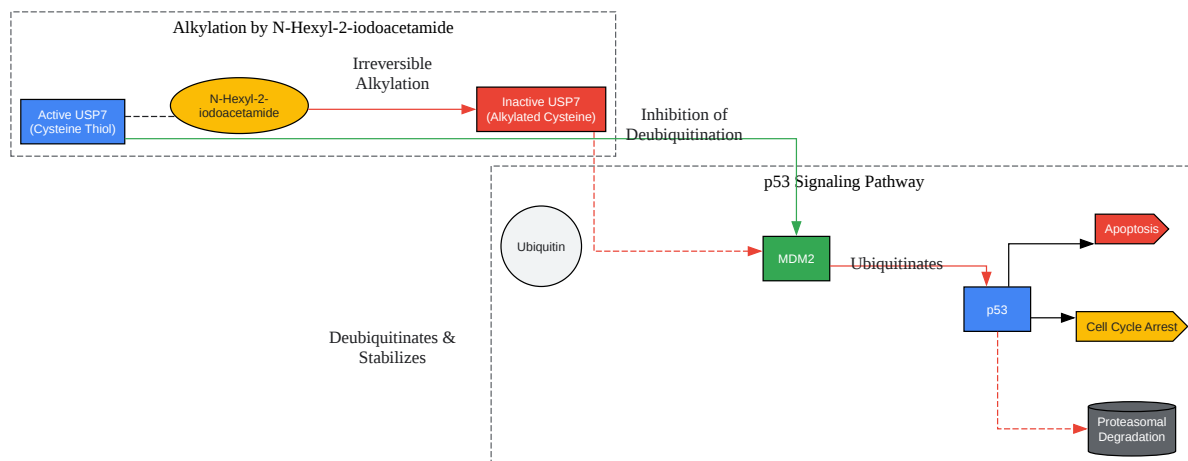 Alkylation by N-Hexyl-2-iodoacetamide
Irreversible
Alkylation
N-Hexyl-2-
iodoacetamide
Active USP7
(Cysteine Thiol)
Inactive USP7
(Alkylated Cysteine)
Inhibition of
Deubiquitination
p53 Signaling Pathway
Ubiquitin
MDM2
Ubiquitinates
Apoptosis
p53
Cell Cycle Arrest
Deubiquitinates &
Stabilizes
Proteasomal
Degradation